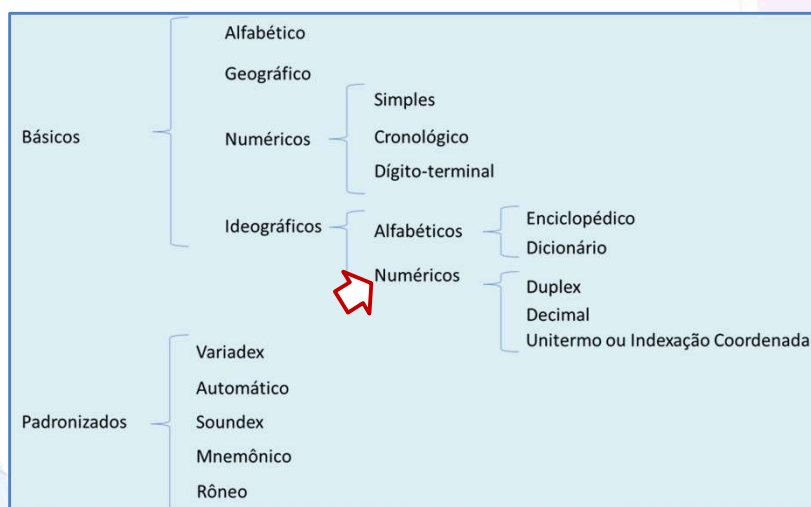 Alfabético
Geográfico
Simples
Básicos
Numéricos
Cronológico
Dígito-terminal
Ideográficos
Alfabéticos
Enciclopédico
Dicionário
Numéricos
Duplex
Decimal
Unitermo ou Indexação Coordenada
Variadex
Automático
Padronizados
Soundex
Mnemônico
Rôneo